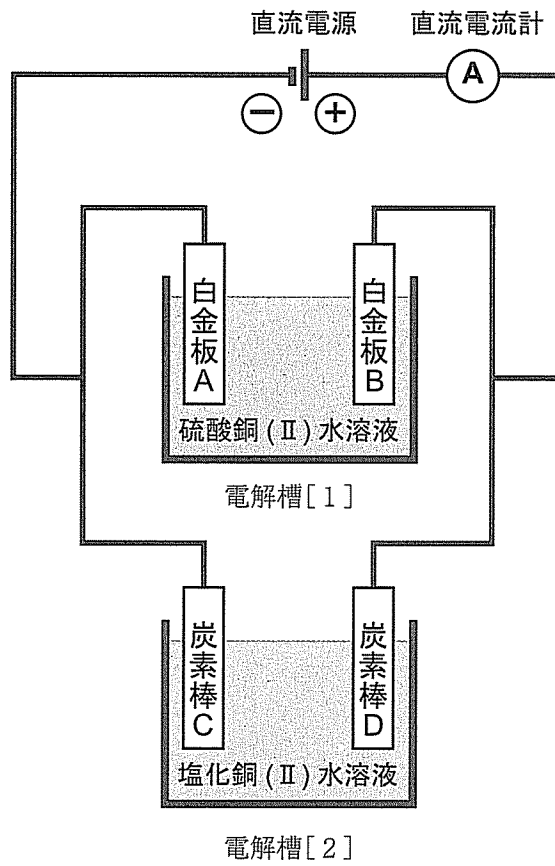 直流電源 直流電流計
A
− +
白金板A 白金板B
硫酸銅(Ⅱ)水溶液
電解槽[1]
炭素棒C 炭素棒D
塩化銅(Ⅱ)水溶液
電解槽[2]